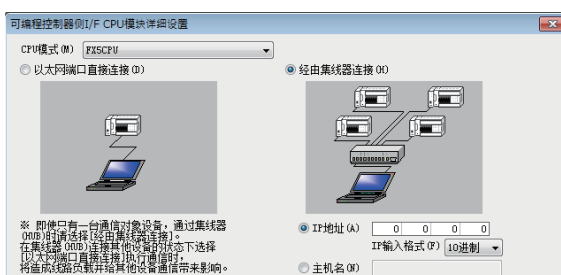 可编程控制器侧I/F CPU模块详细设置
CPU模式(M) FX5CPU
以太网端口直接连接(D)
经由集线器连接(H)
※ 即使只有一台通信对象设备，通过集线器
(HUB)时请选择[经由集线器连接]。
在集线器(HUB)连接其他设备的状态下选择
[以太网端口直接连接]执行通信时，
将造成线路负载并给其他设备通信带来影响。
IP地址(A) 0 0 0 0
IP输入格式(F) 10进制
主机名(N)